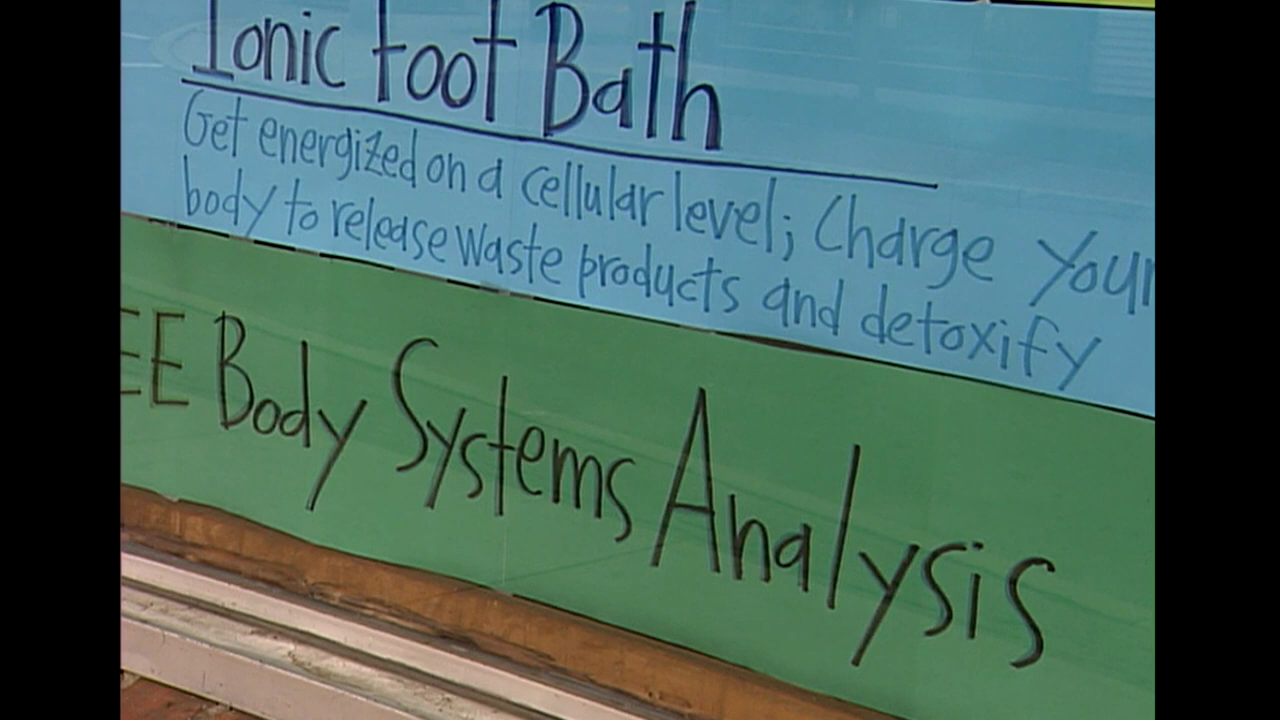 Ionic Foot Bath
Get energized on a cellular level; Charge Your
body to release waste products and detoxify
EE Body Systems Analysis